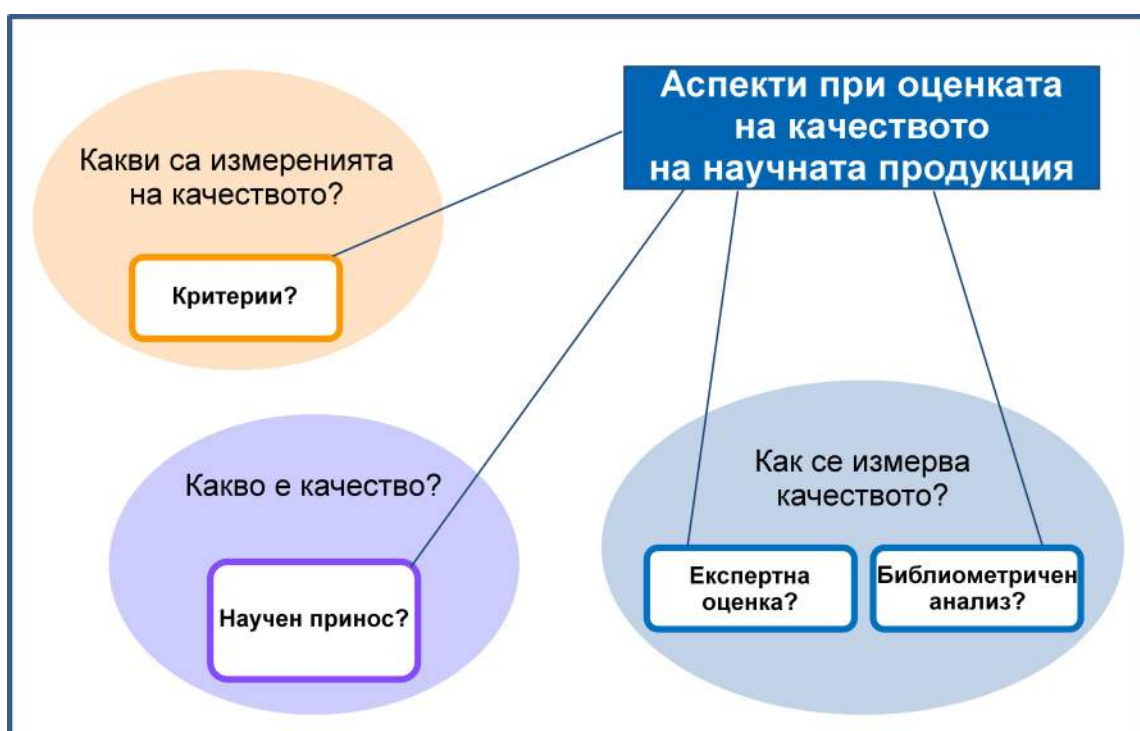 Аспекти при оценката
на качеството
на научната продукция
Какви са измеренията
на качеството?
Критерии?
Какво е качество?
Научен принос?
Как се измерва
качеството?
Експертна
оценка?
Библиометричен
анализ?